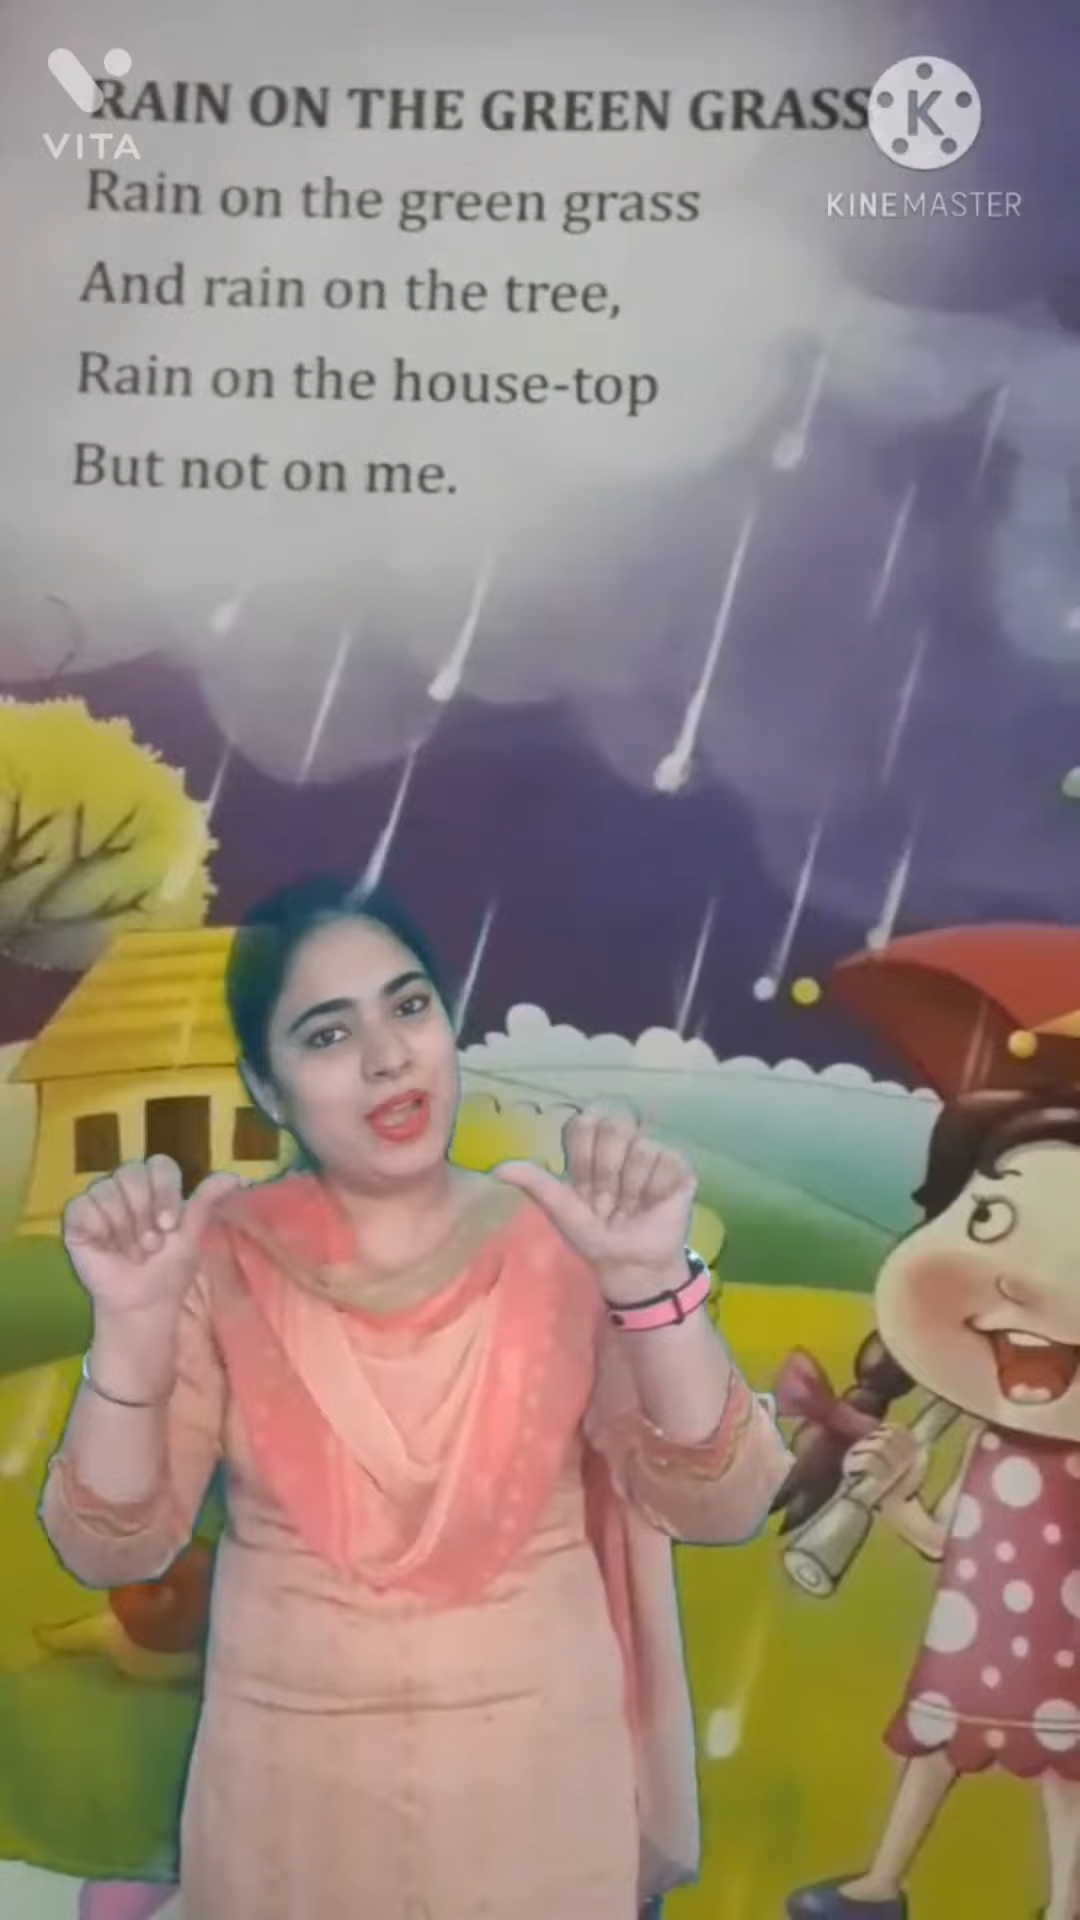 VITA
RAIN ON THE GREEN GRASS
K
KINEMASTER
Rain on the green grass
And rain on the tree,
Rain on the house-top
But not on me.